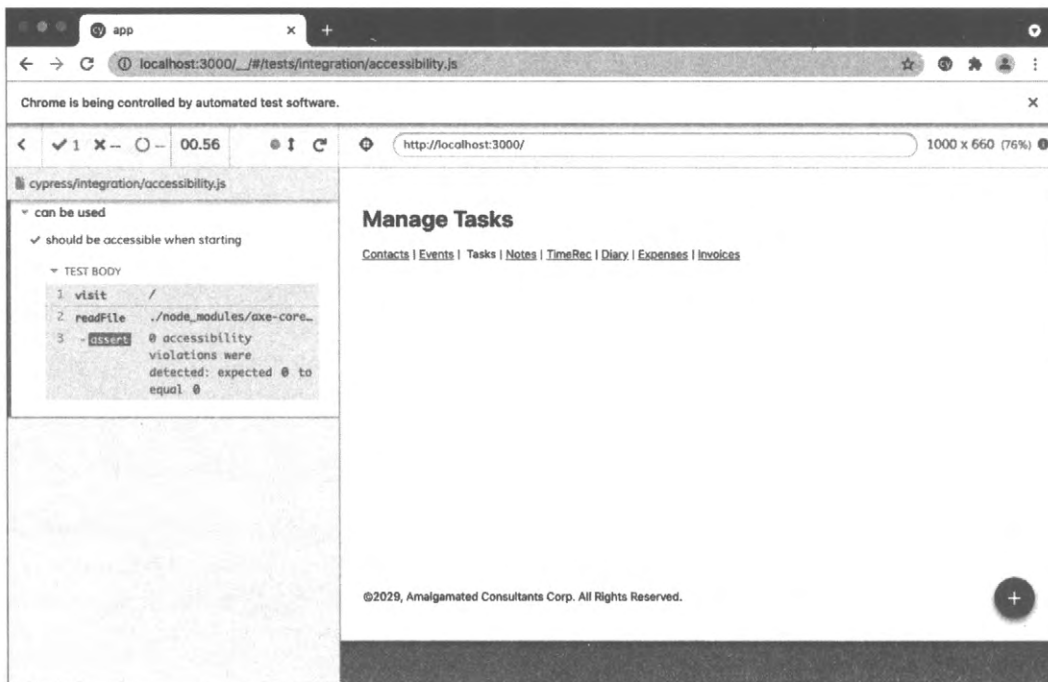 cy app × +
localhost:3000/__/#/tests/integration/accessibility.js
Chrome is being controlled by automated test software. ×
1 -- -- 00.56
http://localhost:3000/ 1000 x 660 (76%)
cypress/integration/accessibility.js
can be used
should be accessible when starting
TEST BODY
1 visit /
2 readFile ./node_modules/axe-core…
3 -assert 0 accessibility
violations were
detected: expected 0 to
equal 0
Manage Tasks
Contacts | Events | Tasks | Notes | TimeRec | Diary | Expenses | Invoices
©2029, Amalgamated Consultants Corp. All Rights Reserved.
+